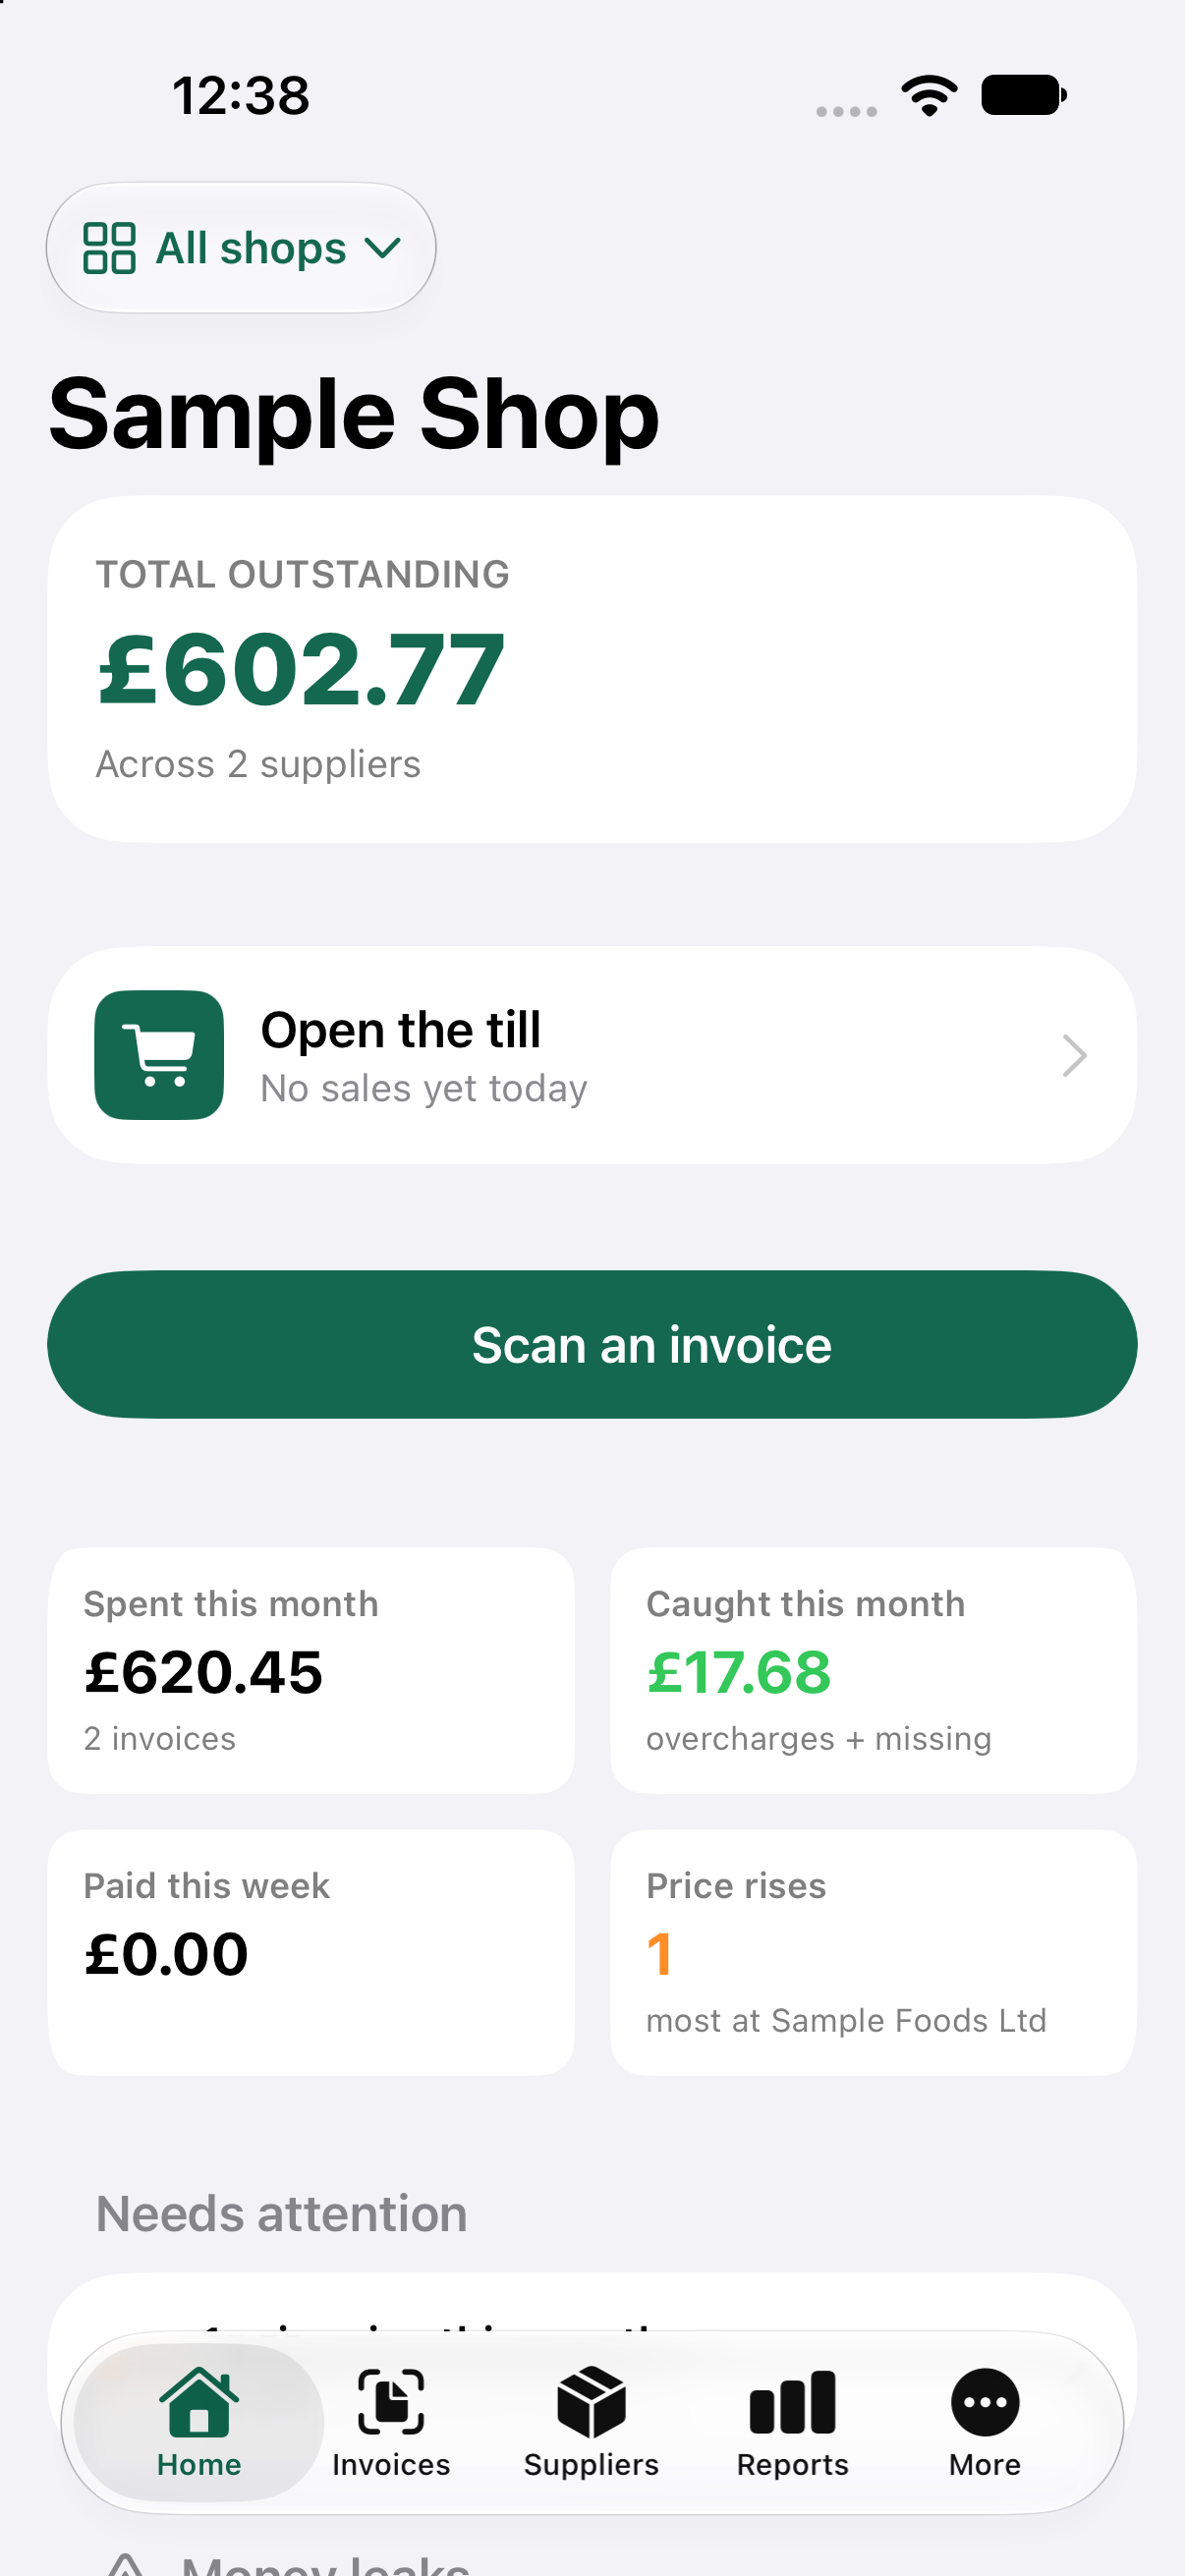 12:38
All shops
Sample Shop
TOTAL OUTSTANDING
£602.77
Across 2 suppliers
Open the till
No sales yet today
Scan an invoice
Spent this month
£620.45
2 invoices
Caught this month
£17.68
overcharges + missing
Paid this week
£0.00
Price rises
1
most at Sample Foods Ltd
Needs attention
Home
Invoices
Suppliers
Reports
More
Money leaks